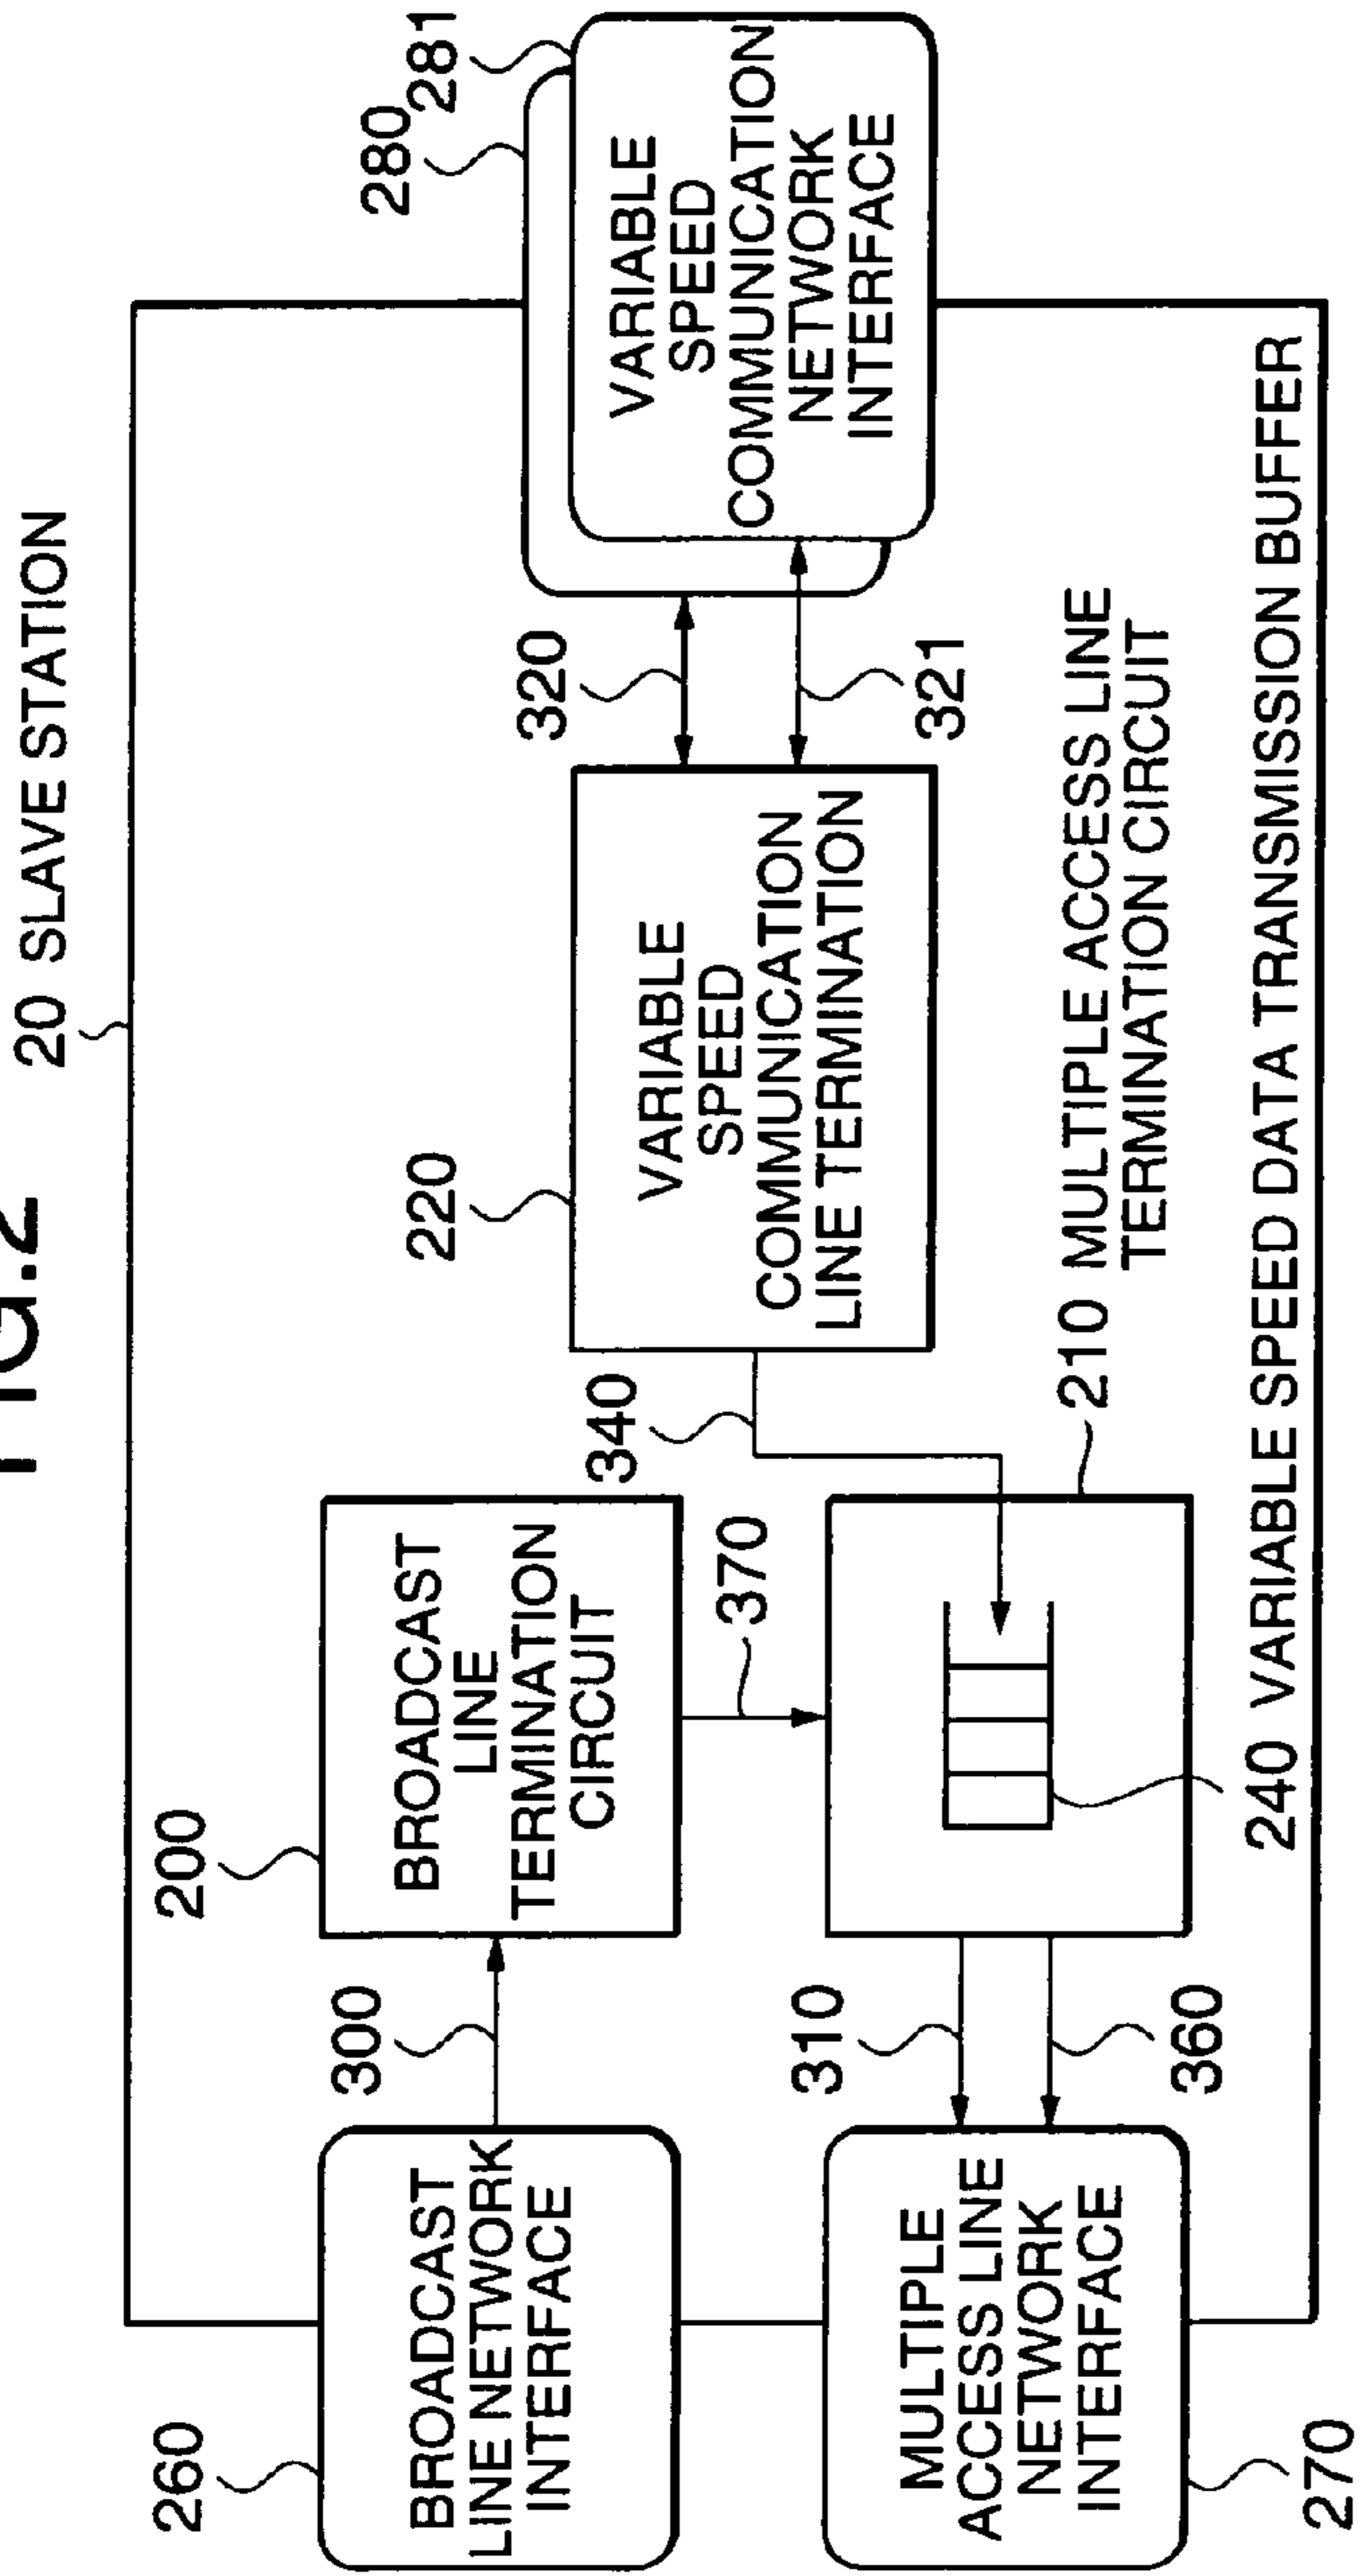 FIG.2
20 SLAVE STATION
260
BROADCAST
LINE NETWORK
INTERFACE
300
200
BROADCAST
LINE
TERMINATION
CIRCUIT
370
340
220
VARIABLE
SPEED
COMMUNICATION
LINE TERMINATION
320
321
280
281
VARIABLE
SPEED
COMMUNICATION
NETWORK
INTERFACE
MULTIPLE
ACCESS LINE
NETWORK
INTERFACE
270
310
360
210 MULTIPLE ACCESS LINE
TERMINATION CIRCUIT
240 VARIABLE SPEED DATA TRANSMISSION BUFFER